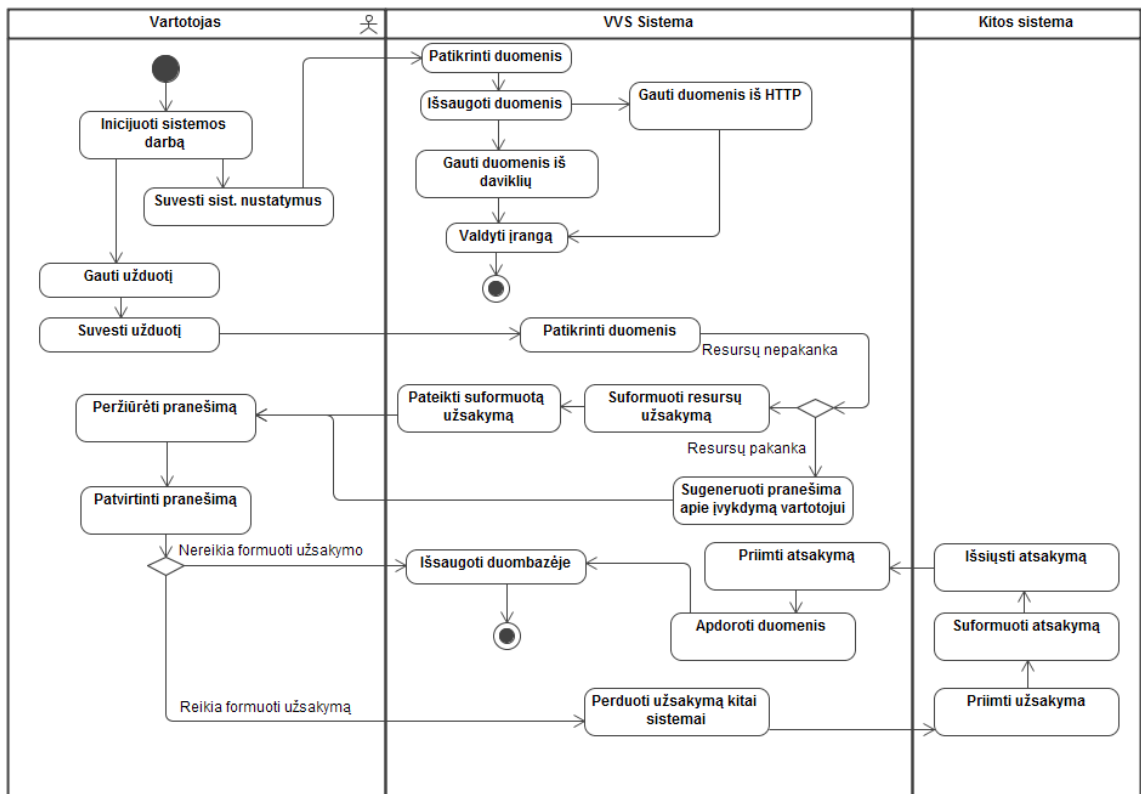 Vartotojas
VVS Sistema
Kitos sistema
Patikrinti duomenis
Išsaugoti duomenis
Gauti duomenis iš HTTP
Inicijuoti sistemos
darbą
Gauti duomenis iš
daviklių
Suvesti sist. nustatymus
Valdyti įrangą
Gauti užduotį
Suvesti užduotį
Patikrinti duomenis
Resursų nepakanka
Peržiūrėti pranešimą
Pateikti suformuotą
užsakymą
Suformuoti resursų
užsakymą
Resursų pakanka
Patvirtinti pranešimą
Sugeneruoti pranešima
apie įvykdymą vartotojui
Nereikia formuoti užsakymo
Išsaugoti duombazėje
Priimti atsakymą
Išsiųsti atsakymą
Apdoroti duomenis
Suformuoti atsakymą
Reikia formuoti užsakymą
Perduoti užsakymą kitai
sistemai
Priimti užsakyma